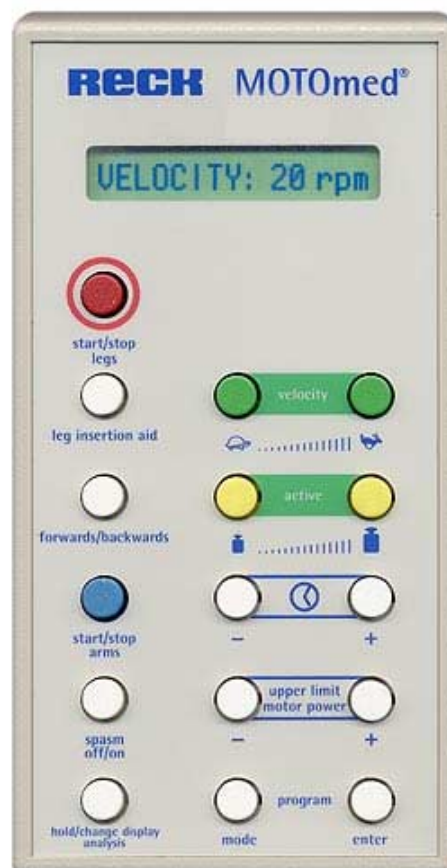 RECK MOTOmed®
VELOCITY: 20 rpm
start/stop
legs
velocity
leg insertion aid
active
forwards/backwards
start/stop
arms
-
+
upper limit
motor power
spasm
off/on
-
+
program
hold/change display
analysis
mode
enter